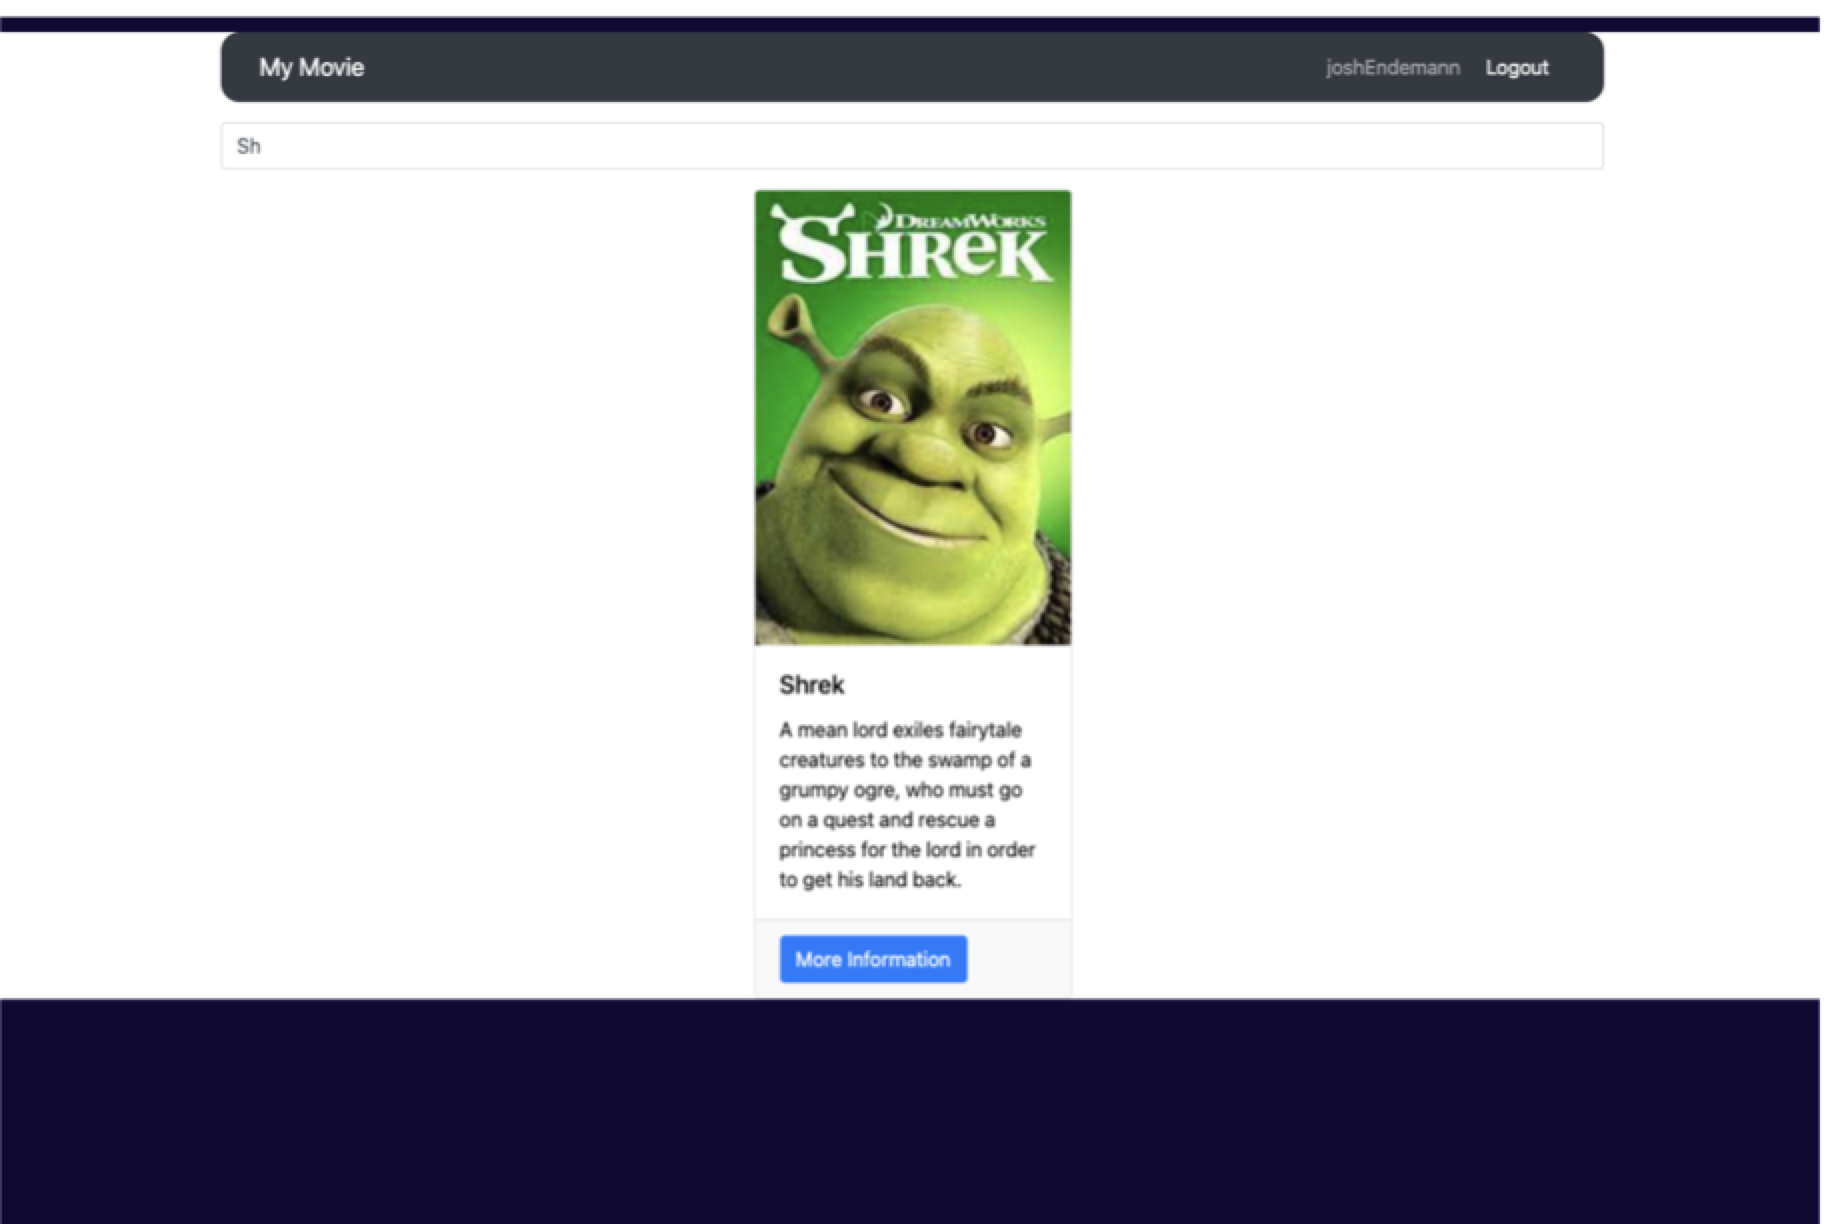 My Movie
joshEndemann Logout
Sh
DREAMWORKS
SHReK
Shrek
A mean lord exiles fairytale
creatures to the swamp of a
grumpy ogre, who must go
on a quest and rescue a
princess for the lord in order
to get his land back.
More Information